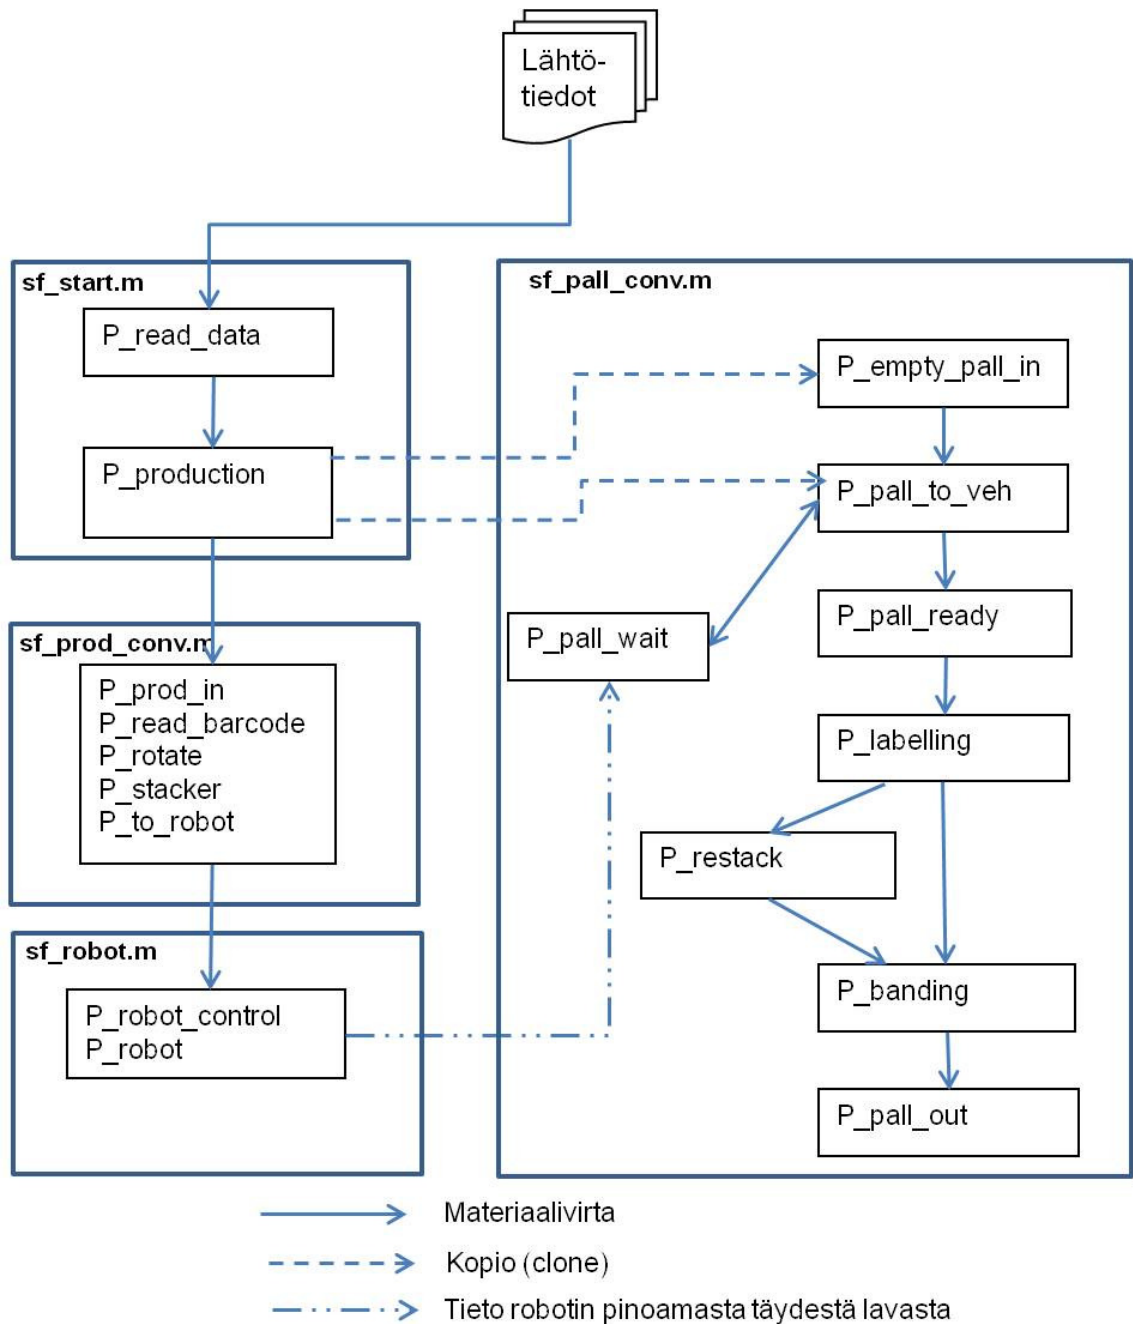 Lähtö-
tiedot
sf_start.m
P_read_data
P_production
sf_prod_conv.m
P_prod_in
P_read_barcode
P_rotate
P_stacker
P_to_robot
sf_robot.m
P_robot_control
P_robot
sf_pall_conv.m
P_empty_pall_in
P_pall_to_veh
P_pall_wait
P_pall_ready
P_labelling
P_restack
P_banding
P_pall_out
Materiaalivirta
Kopio (clone)
Tieto robotin pinoamasta täydestä lavasta